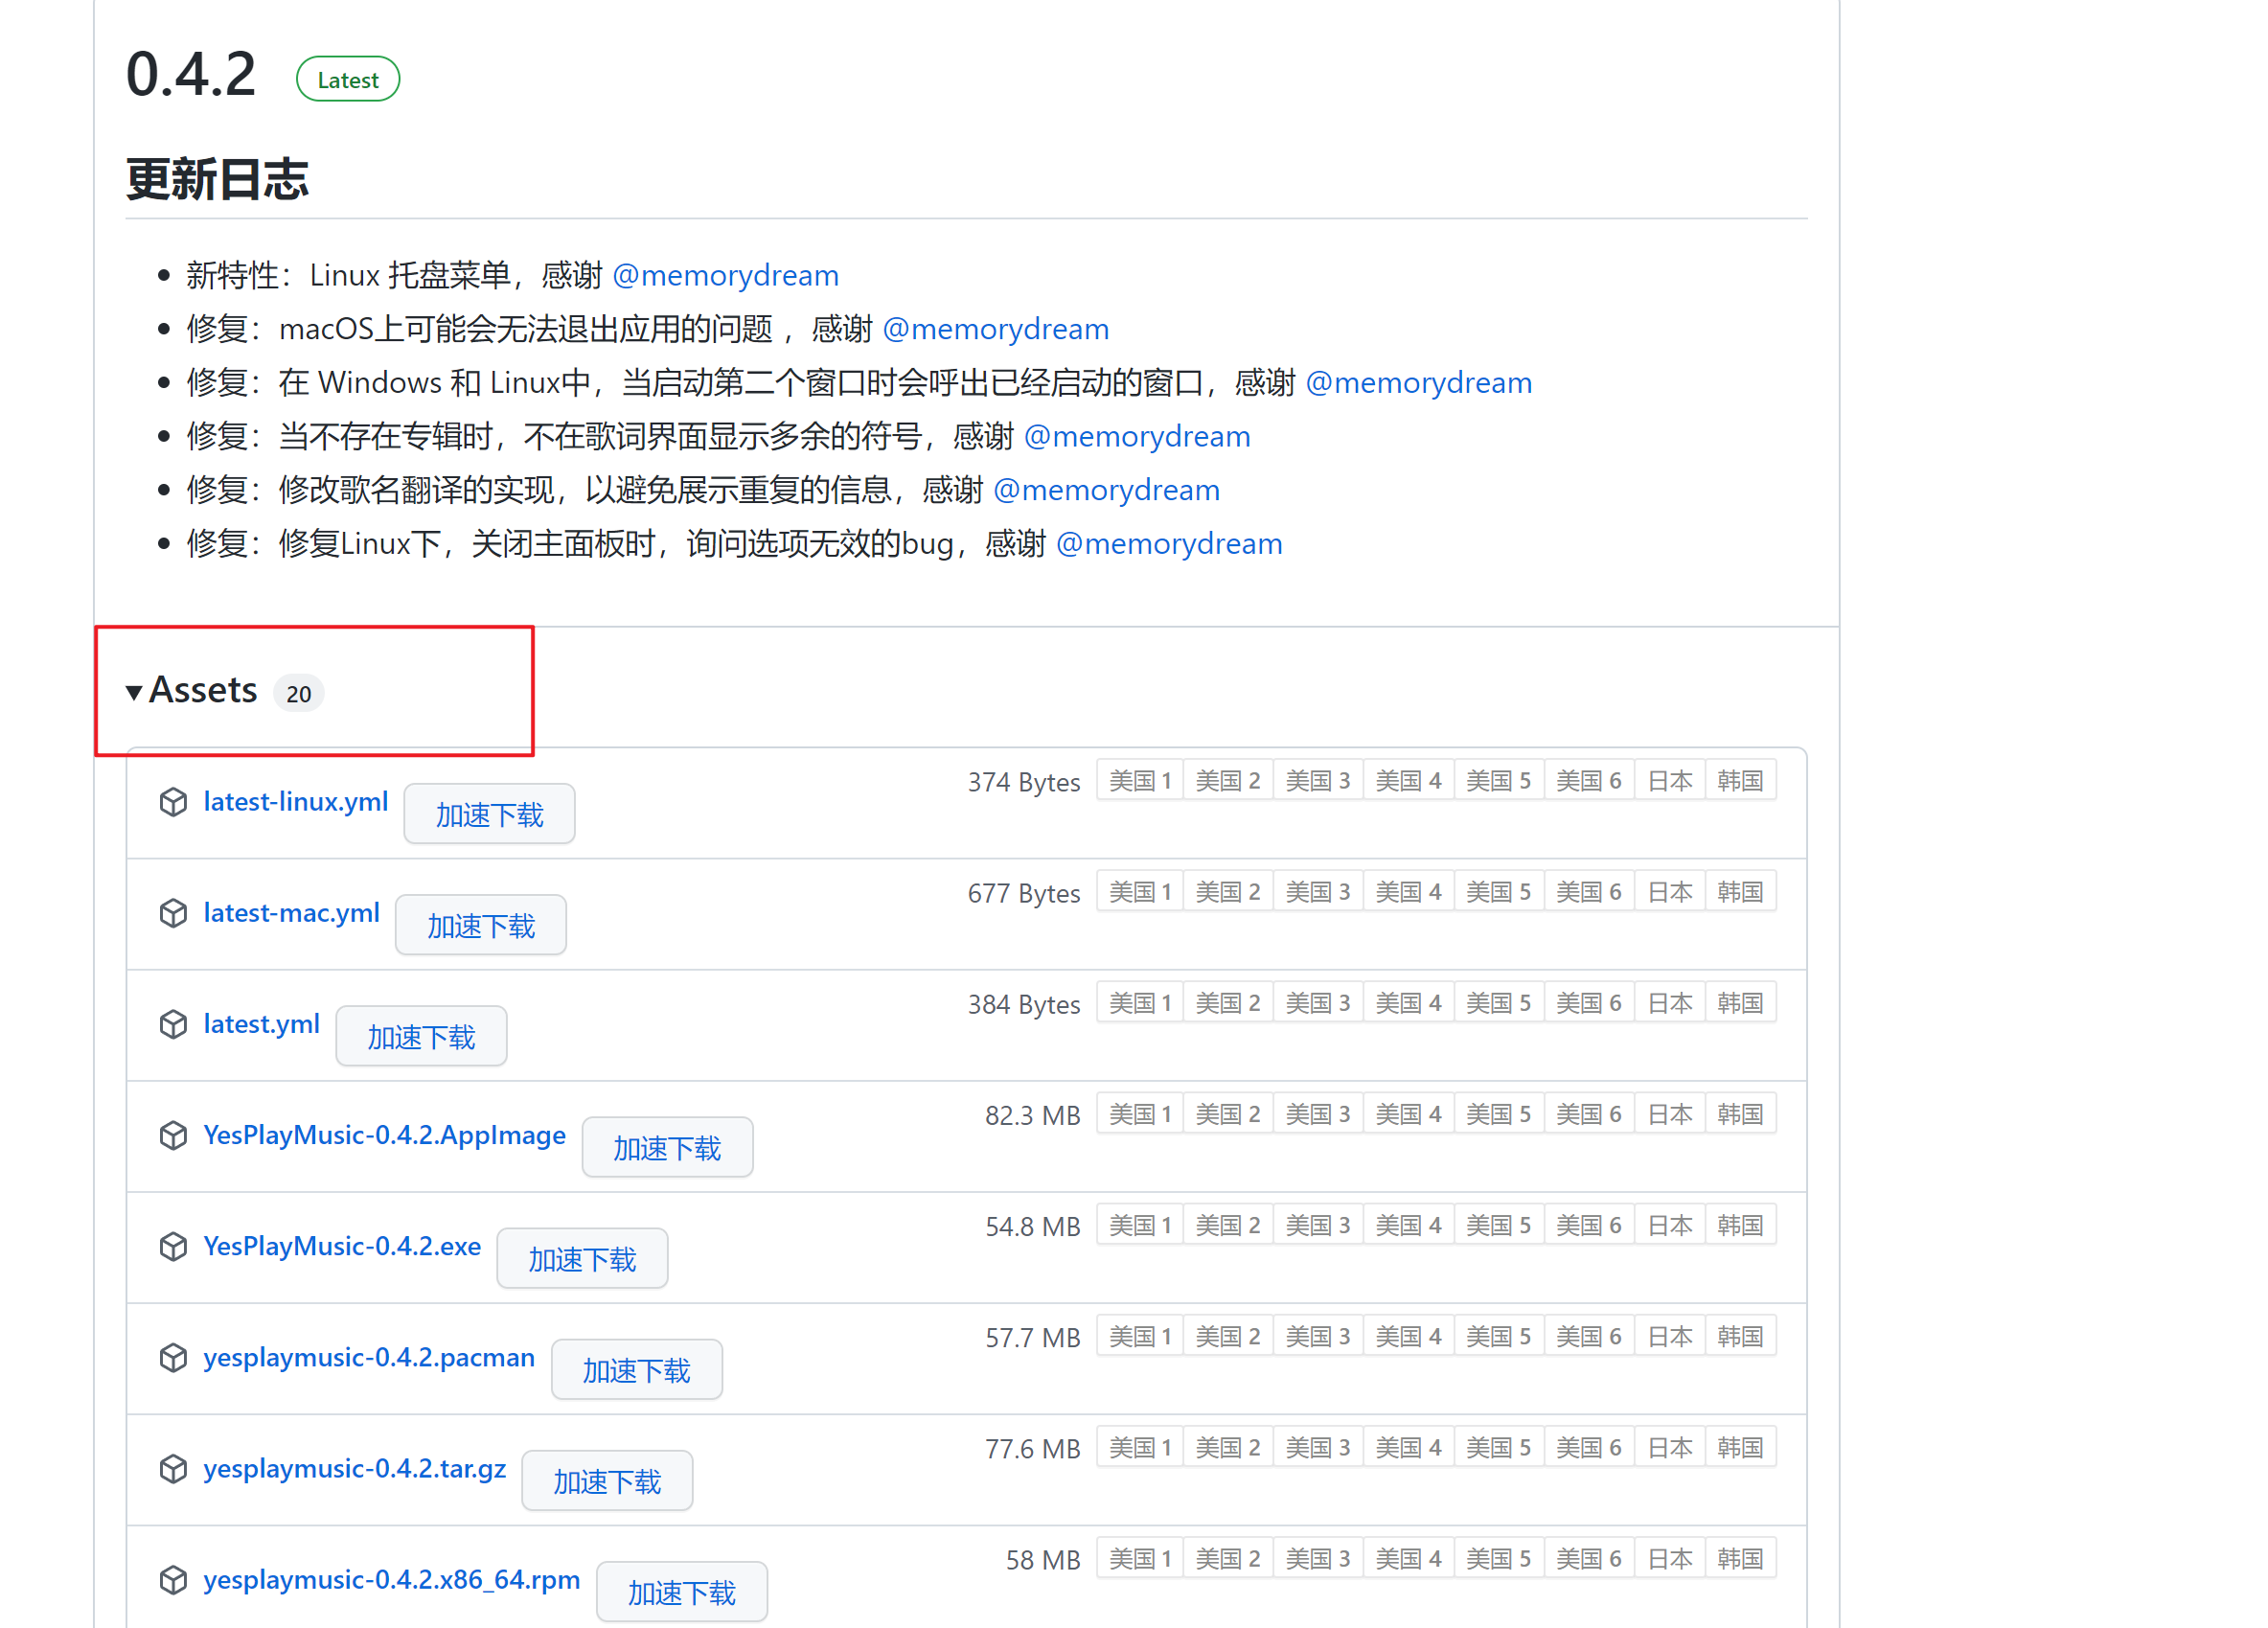 0.4.2 Latest
更新日志
新特性：Linux 托盘菜单，感谢 @memorydream
修复：macOS上可能会无法退出应用的问题 ，感谢 @memorydream
修复：在 Windows 和 Linux中，当启动第二个窗口时会呼出已经启动的窗口，感谢 @memorydream
修复：当不存在专辑时，不在歌词界面显示多余的符号，感谢 @memorydream
修复：修改歌名翻译的实现，以避免展示重复的信息，感谢 @memorydream
修复：修复Linux下，关闭主面板时，询问选项无效的bug，感谢 @memorydream
Assets 20
latest-linux.yml 加速下载 374 Bytes 美国 1 美国 2 美国 3 美国 4 美国 5 美国 6 日本 韩国
latest-mac.yml 加速下载 677 Bytes 美国 1 美国 2 美国 3 美国 4 美国 5 美国 6 日本 韩国
latest.yml 加速下载 384 Bytes 美国 1 美国 2 美国 3 美国 4 美国 5 美国 6 日本 韩国
YesPlayMusic-0.4.2.AppImage 加速下载 82.3 MB 美国 1 美国 2 美国 3 美国 4 美国 5 美国 6 日本 韩国
YesPlayMusic-0.4.2.exe 加速下载 54.8 MB 美国 1 美国 2 美国 3 美国 4 美国 5 美国 6 日本 韩国
yesplaymusic-0.4.2.pacman 加速下载 57.7 MB 美国 1 美国 2 美国 3 美国 4 美国 5 美国 6 日本 韩国
yesplaymusic-0.4.2.tar.gz 加速下载 77.6 MB 美国 1 美国 2 美国 3 美国 4 美国 5 美国 6 日本 韩国
yesplaymusic-0.4.2.x86_64.rpm 加速下载 58 MB 美国 1 美国 2 美国 3 美国 4 美国 5 美国 6 日本 韩国